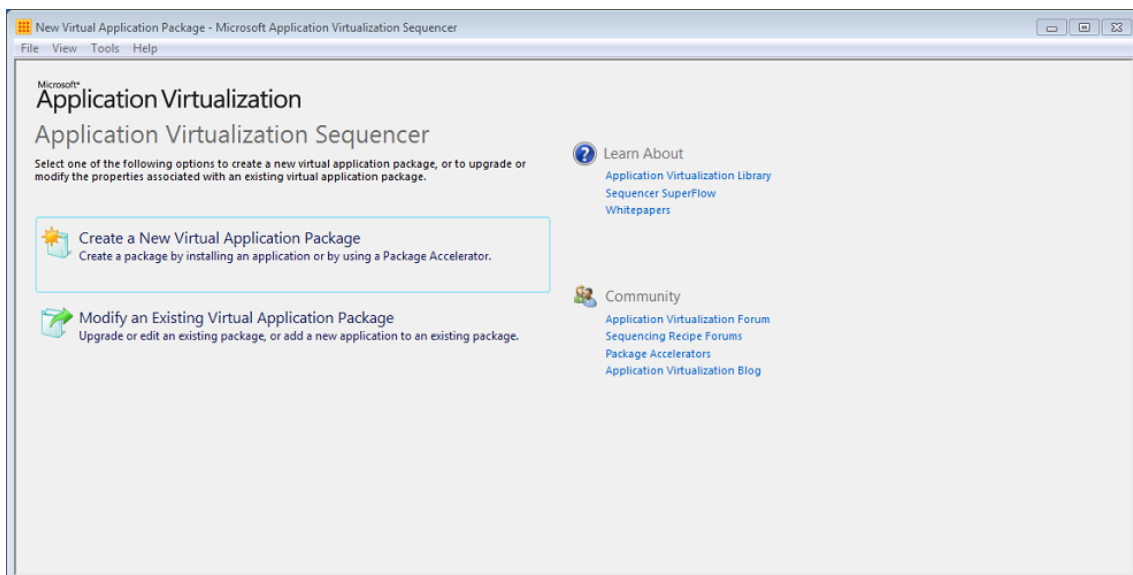 New Virtual Application Package - Microsoft Application Virtualization Sequencer
File View Tools Help
Microsoft®
Application Virtualization
Application Virtualization Sequencer
Select one of the following options to create a new virtual application package, or to upgrade or
modify the properties associated with an existing virtual application package.
Create a New Virtual Application Package
Create a package by installing an application or by using a Package Accelerator.
Modify an Existing Virtual Application Package
Upgrade or edit an existing package, or add a new application to an existing package.
Learn About
Application Virtualization Library
Sequencer SuperFlow
Whitepapers
Community
Application Virtualization Forum
Sequencing Recipe Forums
Package Accelerators
Application Virtualization Blog